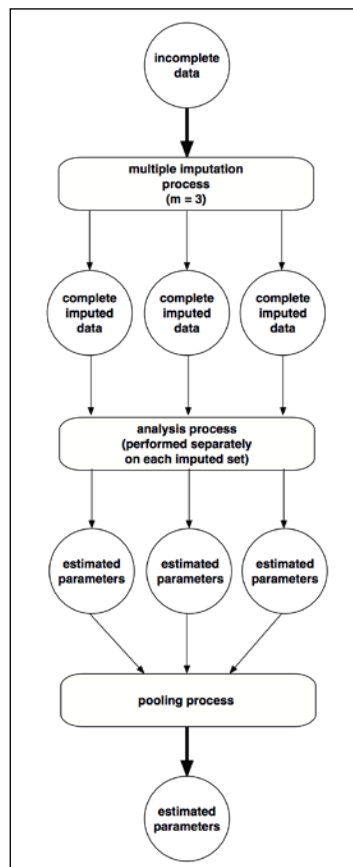 incomplete
data
multiple imputation
process
(m = 3)
complete
imputed
data
complete
imputed
data
complete
imputed
data
analysis process
(performed separately
on each imputed set)
estimated
parameters
estimated
parameters
estimated
parameters
pooling process
estimated
parameters